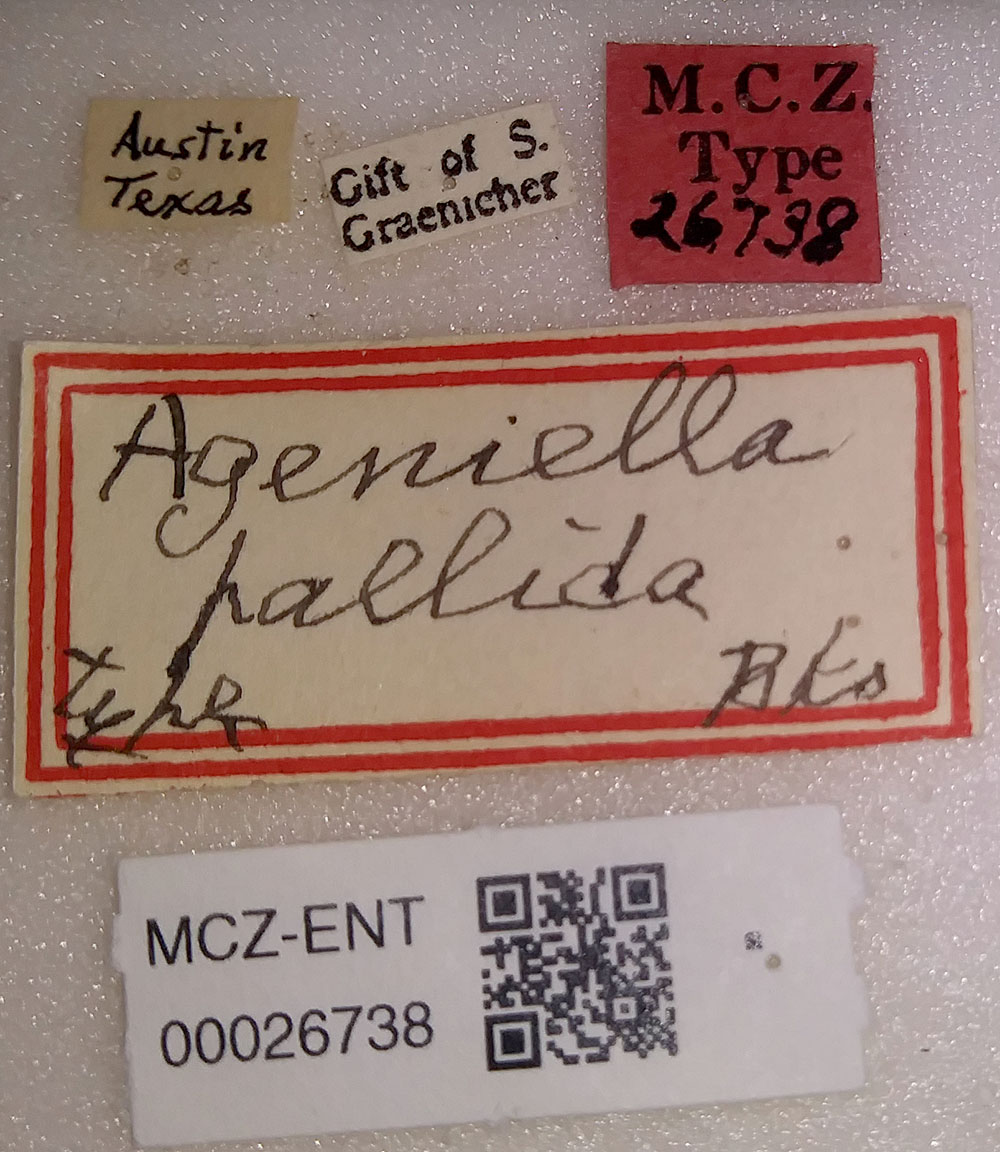 Austin
Texas
Gift of S.
Graenicher
M.C.Z.
Type
26738
Ageniella
pallida
Type Bks
MCZ-ENT
00026738